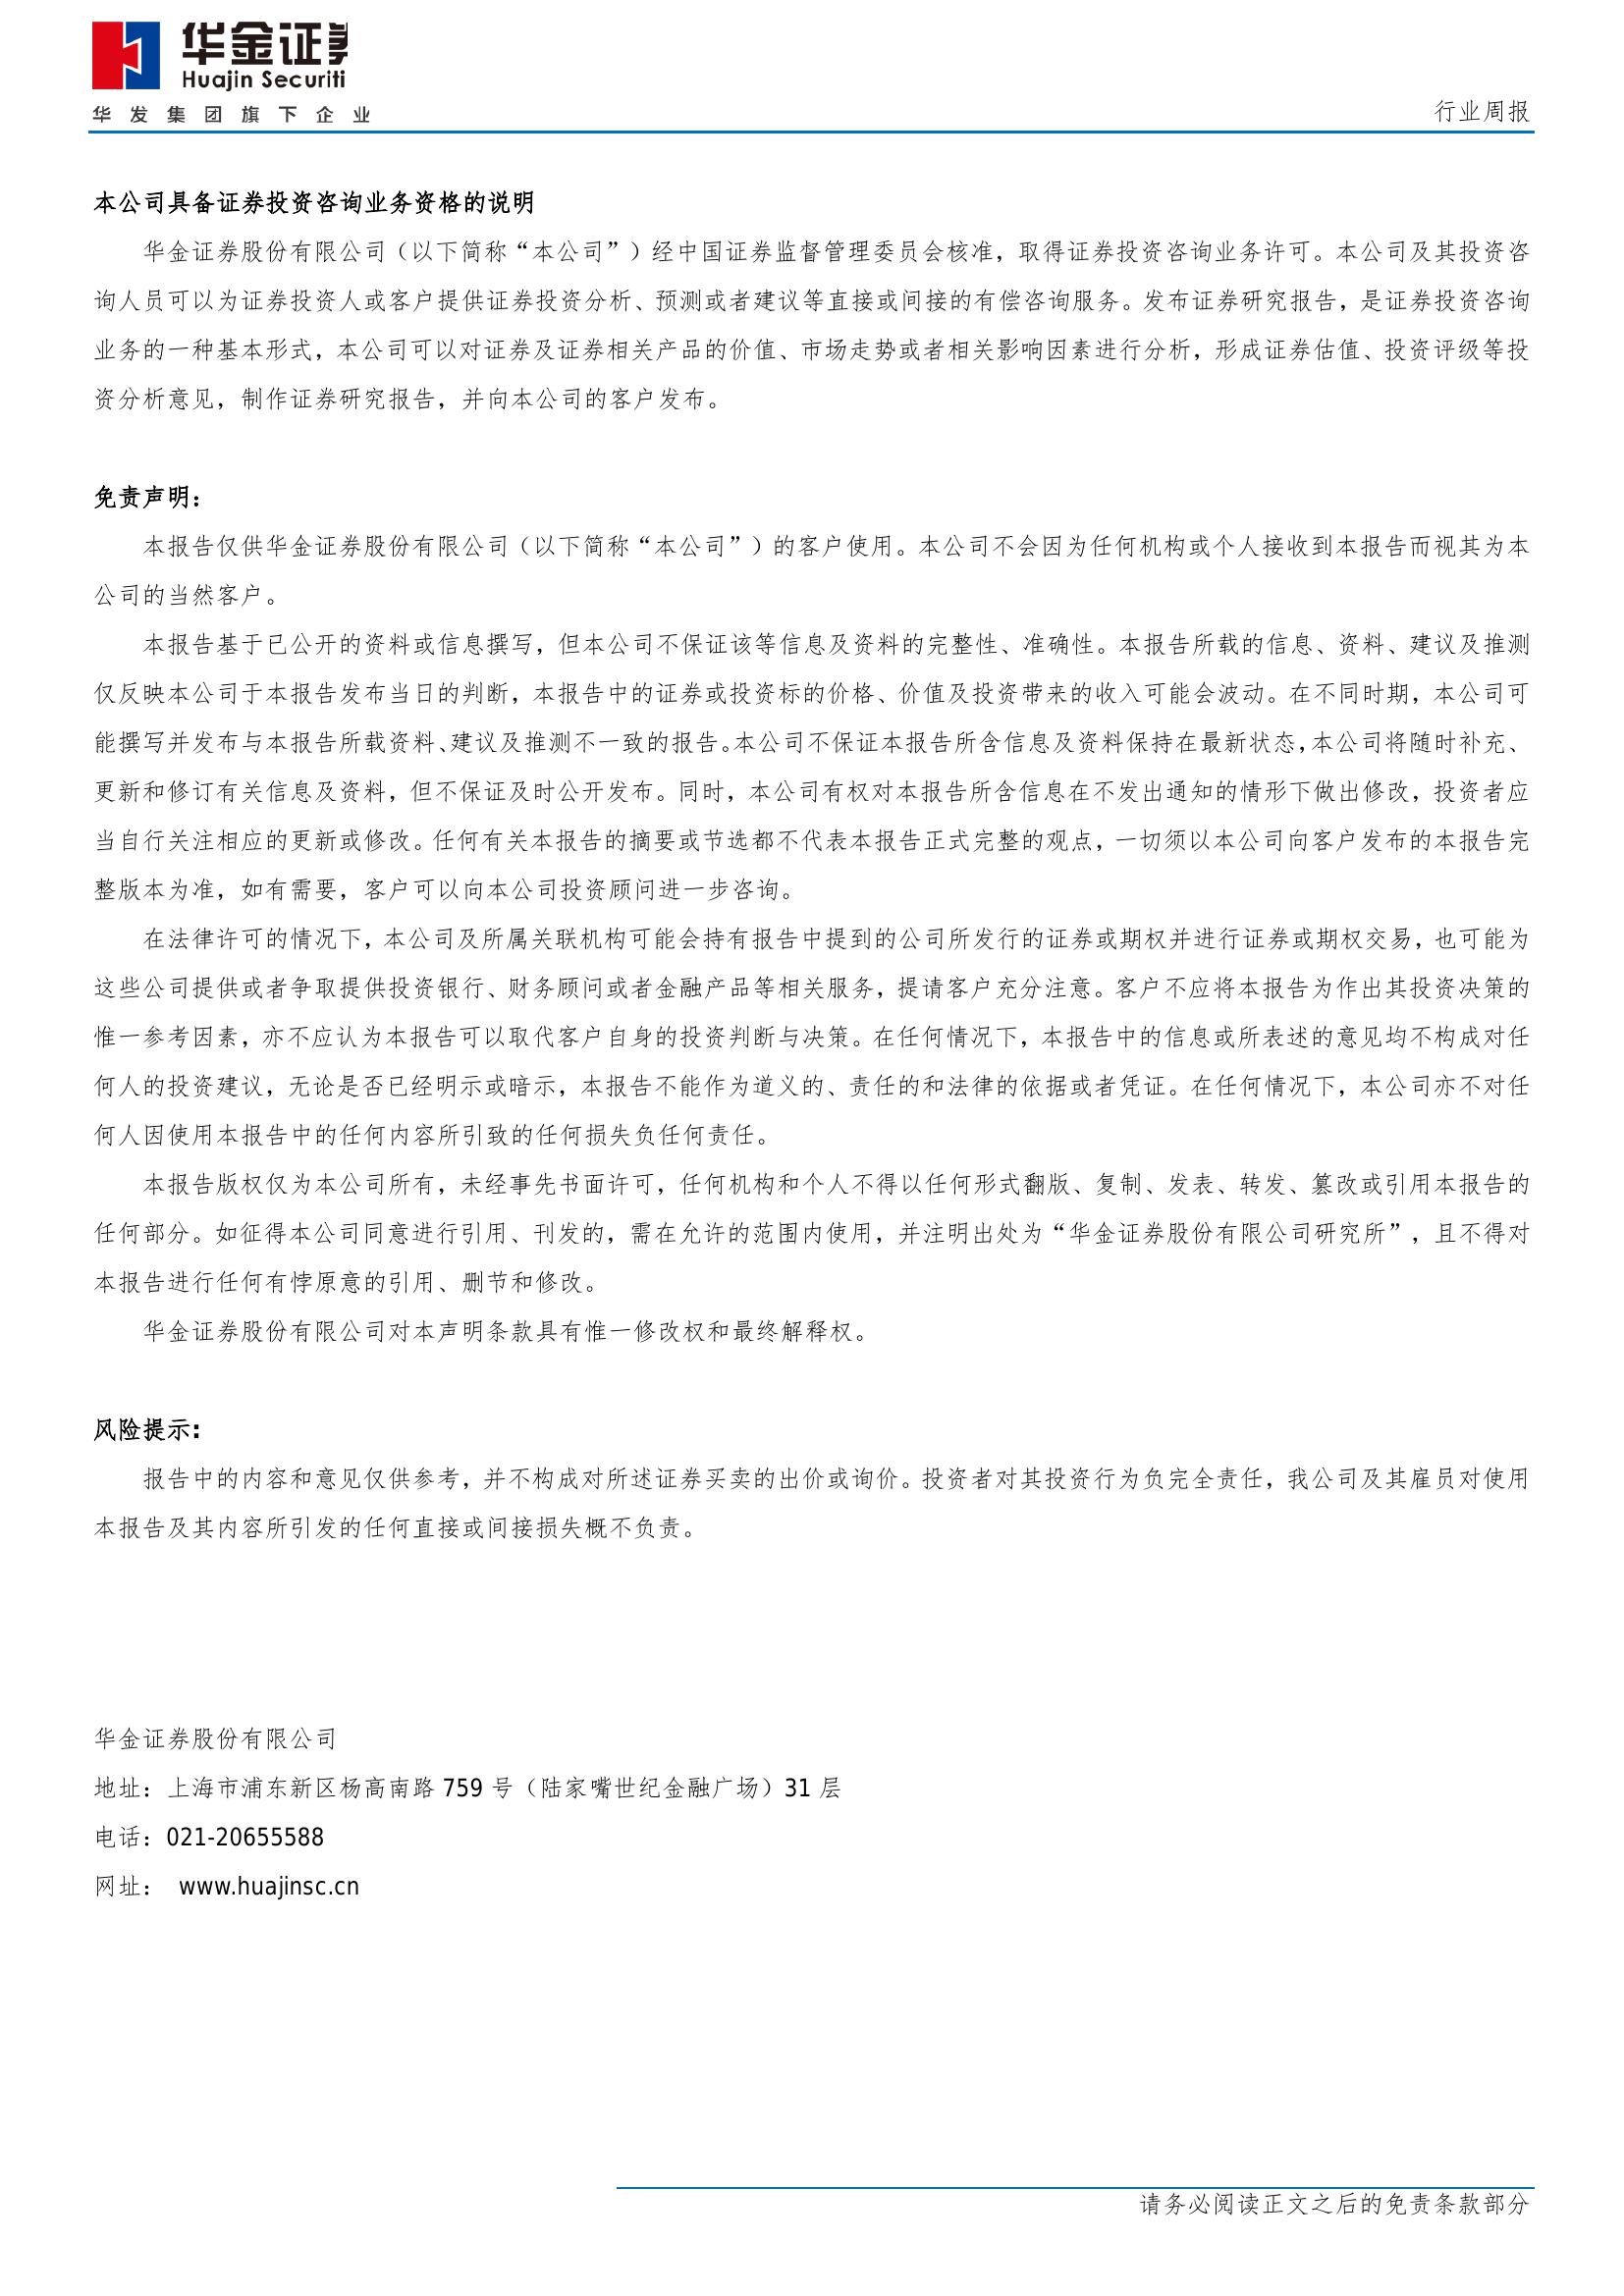 华金证券
Huajin Securiti
华发集团旗下企业
行业周报
本公司具备证券投资咨询业务资格的说明
华金证券股份有限公司（以下简称“本公司”）经中国证券监督管理委员会核准，取得证券投资咨询业务许可。本公司及其投资咨
询人员可以为证券投资人或客户提供证券投资分析、预测或者建议等直接或间接的有偿咨询服务。发布证券研究报告，是证券投资咨询
业务的一种基本形式，本公司可以对证券及证券相关产品的价值、市场走势或者相关影响因素进行分析，形成证券估值、投资评级等投
资分析意见，制作证券研究报告，并向本公司的客户发布。
免责声明：
本报告仅供华金证券股份有限公司（以下简称“本公司”）的客户使用。本公司不会因为任何机构或个人接收到本报告而视其为本
公司的当然客户。
本报告基于已公开的资料或信息撰写，但本公司不保证该等信息及资料的完整性、准确性。本报告所载的信息、资料、建议及推测
仅反映本公司于本报告发布当日的判断，本报告中的证券或投资标的价格、价值及投资带来的收入可能会波动。在不同时期，本公司可
能撰写并发布与本报告所载资料、建议及推测不一致的报告。本公司不保证本报告所含信息及资料保持在最新状态，本公司将随时补充、
更新和修订有关信息及资料，但不保证及时公开发布。同时，本公司有权对本报告所含信息在不发出通知的情形下做出修改，投资者应
当自行关注相应的更新或修改。任何有关本报告的摘要或节选都不代表本报告正式完整的观点，一切须以本公司向客户发布的本报告完
整版本为准，如有需要，客户可以向本公司投资顾问进一步咨询。
在法律许可的情况下，本公司及所属关联机构可能会持有报告中提到的公司所发行的证券或期权并进行证券或期权交易，也可能为
这些公司提供或者争取提供投资银行、财务顾问或者金融产品等相关服务，提请客户充分注意。客户不应将本报告为作出其投资决策的
惟一参考因素，亦不应认为本报告可以取代客户自身的投资判断与决策。在任何情况下，本报告中的信息或所表述的意见均不构成对任
何人的投资建议，无论是否已经明示或暗示，本报告不能作为道义的、责任的和法律的依据或者凭证。在任何情况下，本公司亦不对任
何人因使用本报告中的任何内容所引致的任何损失负任何责任。
本报告版权仅为本公司所有，未经事先书面许可，任何机构和个人不得以任何形式翻版、复制、发表、转发、篡改或引用本报告的
任何部分。如征得本公司同意进行引用、刊发的，需在允许的范围内使用，并注明出处为“华金证券股份有限公司研究所”，且不得对
本报告进行任何有悖原意的引用、删节和修改。
华金证券股份有限公司对本声明条款具有惟一修改权和最终解释权。
风险提示:
报告中的内容和意见仅供参考，并不构成对所述证券买卖的出价或询价。投资者对其投资行为负完全责任，我公司及其雇员对使用
本报告及其内容所引发的任何直接或间接损失概不负责。
华金证券股份有限公司
地址：上海市浦东新区杨高南路 759 号（陆家嘴世纪金融广场）31 层
电话：021-20655588
网址： www.huajinsc.cn
请务必阅读正文之后的免责条款部分